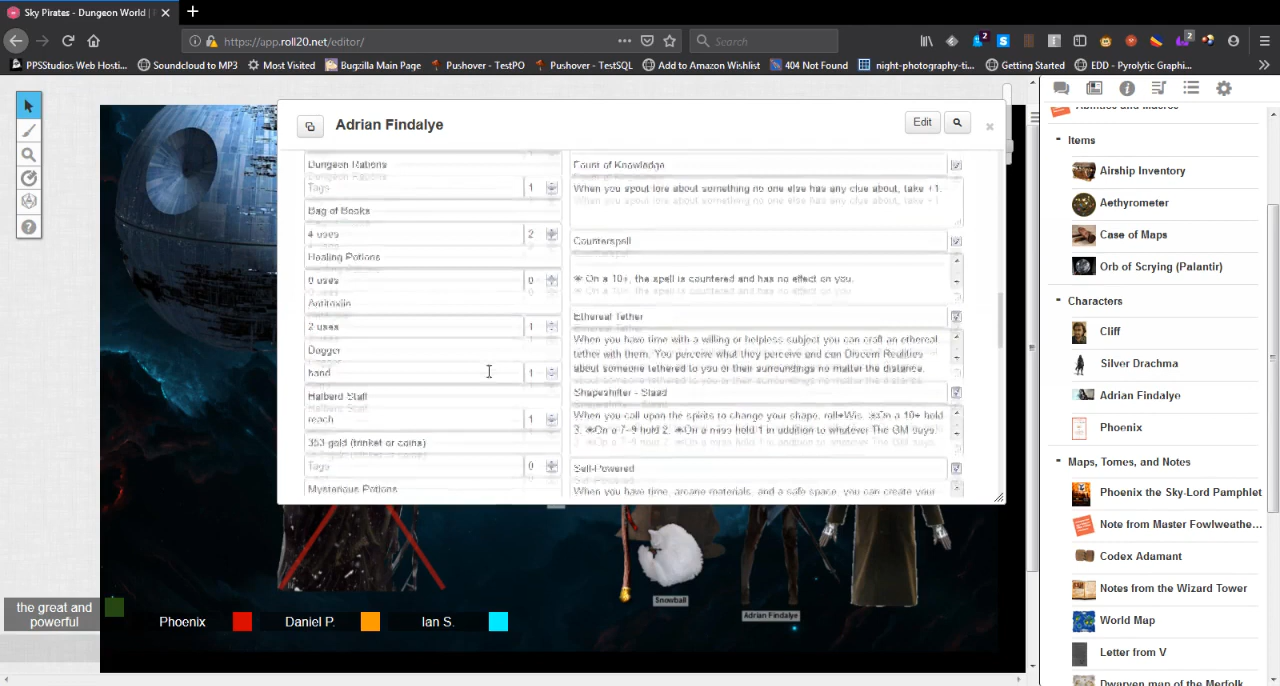 Sky Pirates - Dungeon World |
https://app.roll20.net/editor/
Search
2
2
PPSStudios Web Hosti...
Soundcloud to MP3
Most Visited
Bugzilla Main Page
Pushover - TestPO
Pushover - TestSQL
Add to Amazon Wishlist
404 Not Found
night-photography-ti...
Getting Started
EDD - Pyrolytic Graphi...
Adrian Findalye
Edit
Dungeon Rations
Tags
1
Bag of Books
4 uses
2
Healing Potions
0 uses
0
Antitoxin
2 uses
1
Dagger
hand
1
Halberd Staff
reach
1
353 gold (trinket or coins)
Tags
0
Mysterious Potions
Fount of Knowledge
When you spout lore about something no one else has any clue about, take +1.
Counterspell
On a 10+, the spell is countered and has no effect on you.
Ethereal Tether
When you have time with a willing or helpless subject you can craft an ethereal
tether with them. You perceive what they perceive and can Discern Realities
about someone tethered to you or their surroundings no matter the distance.
Shapeshifter - Slaad
When you call upon the spirits to change your shape, roll+Wis. ☀On a 10+ hold
3. ☀On a 7–9 hold 2. ☀On a miss hold 1 in addition to whatever The GM says.
Self-Powered
When you have time, arcane materials, and a safe space, you can create your
Snowball
Adrian Findalye
the great and
powerful
Phoenix
Daniel P.
Ian S.
Abilities and Macros
Items
Airship Inventory
Aethyrometer
Case of Maps
Orb of Scrying (Palantir)
Characters
Cliff
Silver Drachma
Adrian Findalye
Phoenix
Maps, Tomes, and Notes
Phoenix the Sky-Lord Pamphlet
Note from Master Fowlweathe...
Codex Adamant
Notes from the Wizard Tower
World Map
Letter from V
Dwarven map of the Merfolk